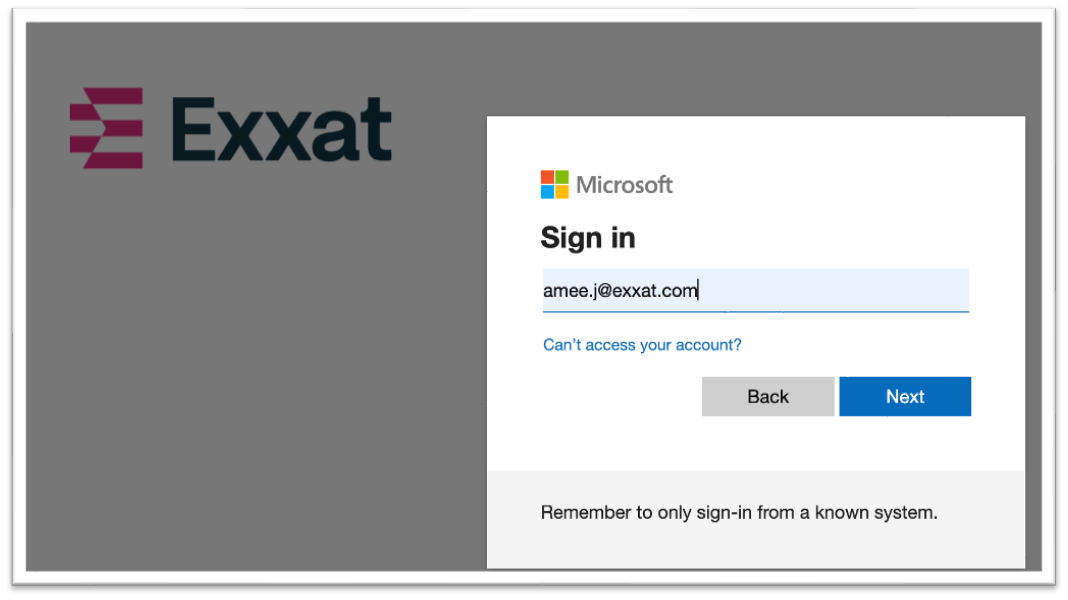 Exxat
Microsoft
Sign in
amee.j@exxat.com
Can't access your account?
Back
Next
Remember to only sign-in from a known system.